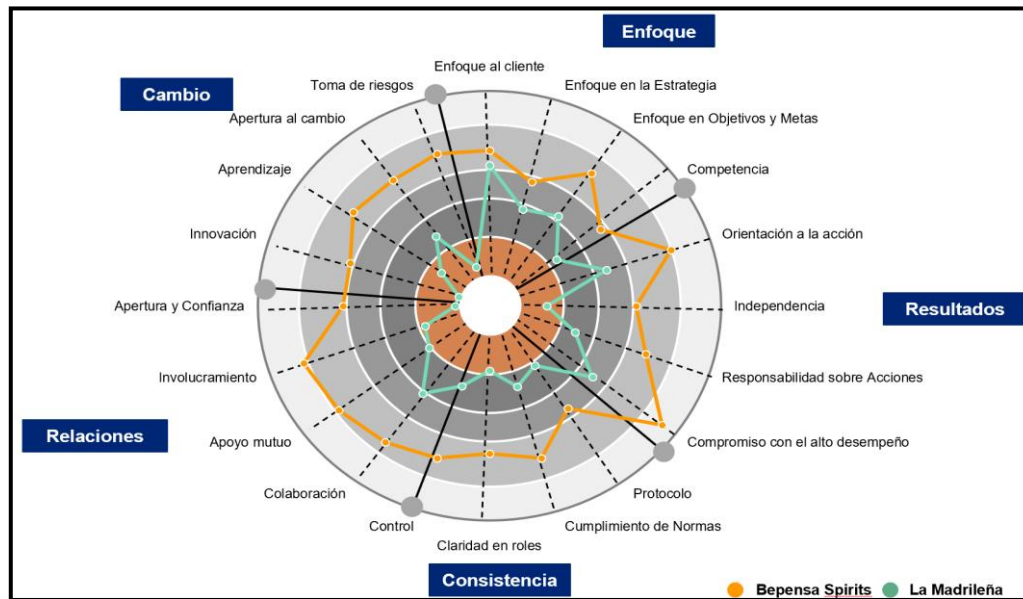 Enfoque
Cambio
Enfoque al cliente
Toma de riesgos
Enfoque en la Estrategia
Apertura al cambio
Enfoque en Objetivos y Metas
Aprendizaje
Competencia
Innovación
Orientación a la acción
Apertura y Confianza
Independencia
Resultados
Involucramiento
Responsabilidad sobre Acciones
Relaciones
Apoyo mutuo
Compromiso con el alto desempeño
Colaboración
Protocolo
Control
Cumplimiento de Normas
Claridad en roles
Consistencia
Bepensa Spirits
La Madrileña